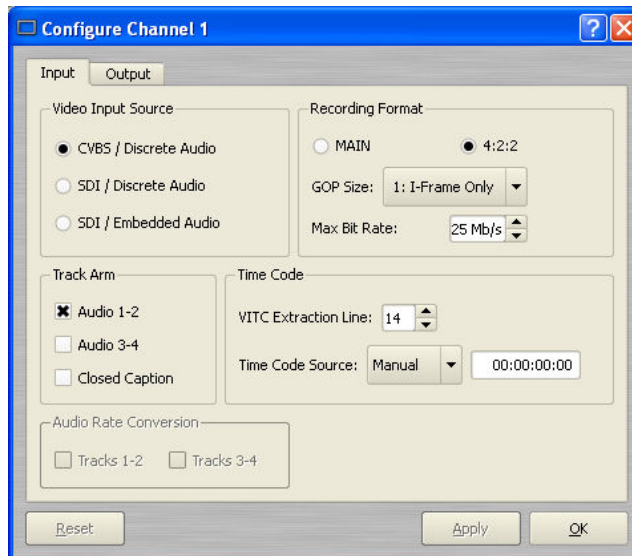 Configure Channel 1
Input Output
Video Input Source
CVBS / Discrete Audio
SDI / Discrete Audio
SDI / Embedded Audio
Recording Format
MAIN 4:2:2
GOP Size: 1: I-Frame Only
Max Bit Rate: 25 Mb/s
Track Arm
Audio 1-2
Audio 3-4
Closed Caption
Time Code
VITC Extraction Line: 14
Time Code Source: Manual 00:00:00:00
Audio Rate Conversion
Tracks 1-2 Tracks 3-4
Reset Apply OK